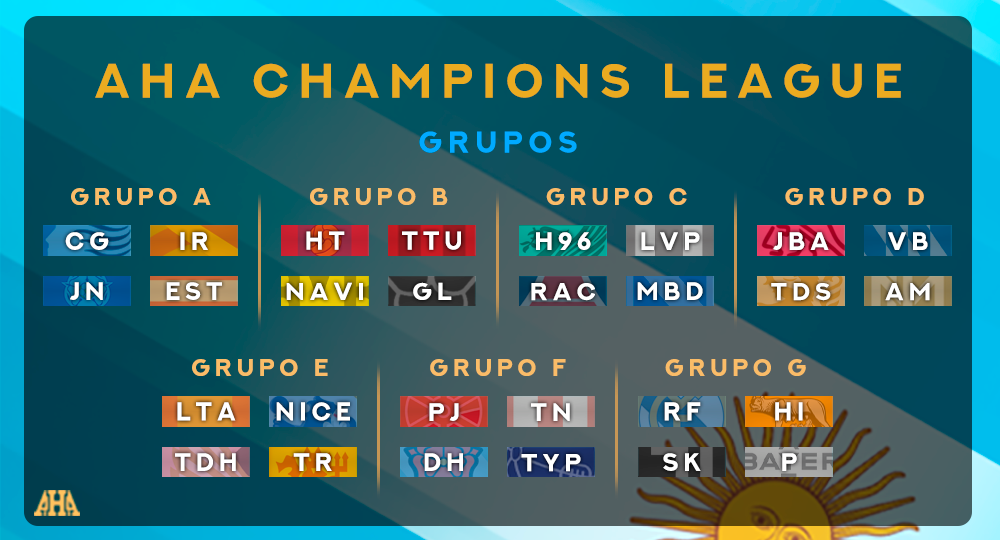 AHA CHAMPIONS LEAGUE
GRUPOS
GRUPO A
CG IR
JN EST
GRUPO B
HT TTU
NAVI GL
GRUPO C
H96 LVP
RAC MBD
GRUPO D
JBA VB
TDS AM
GRUPO E
LTA NICE
TDH TR
GRUPO F
PJ TN
DH TYP
GRUPO G
RF HI
SK P
AHA